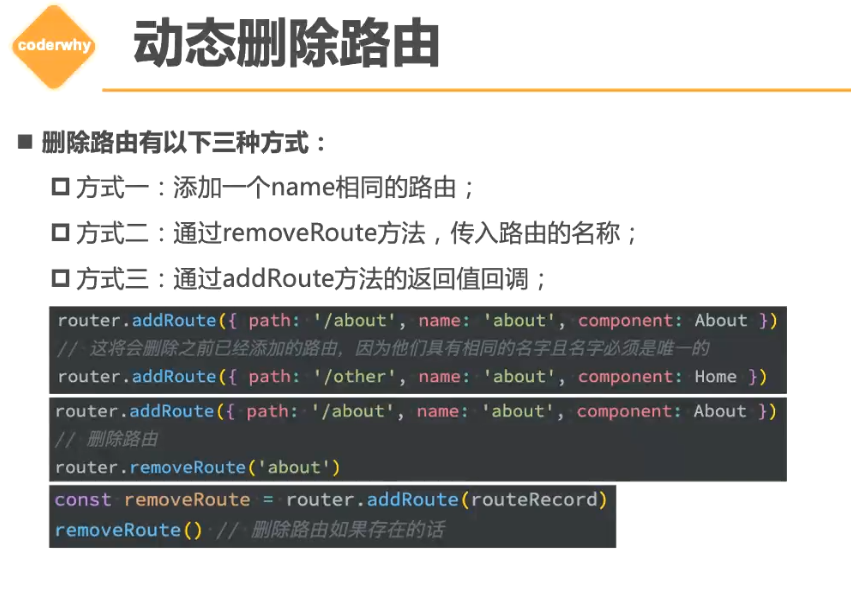 coderwhy
动态删除路由
■ 删除路由有以下三种方式：
方式一：添加一个name相同的路由；
方式二：通过removeRoute方法，传入路由的名称；
方式三：通过addRoute方法的返回值回调；
router.addRoute({ path: '/about', name: 'about', component: About })
// 这将会删除之前已经添加的路由，因为他们具有相同的名字且名字必须是唯一的
router.addRoute({ path: '/other', name: 'about', component: Home })
router.addRoute({ path: '/about', name: 'about', component: About })
// 删除路由
router.removeRoute('about')
const removeRoute = router.addRoute(routeRecord)
removeRoute() // 删除路由如果存在的话